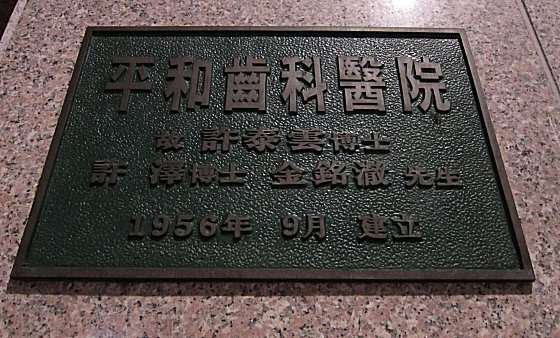 平和齒科醫院
故 許泰雲博士
許 澤博士 金銘澈 先生
1956年 9月 建立